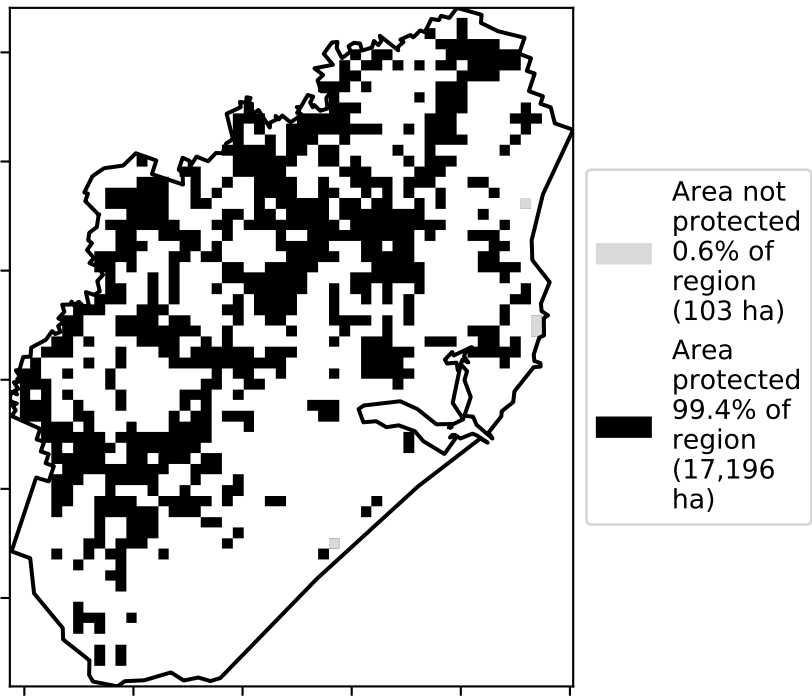 Area not
protected
0.6% of
region
(103 ha)
Area
protected
99.4% of
region
(17,196
ha)